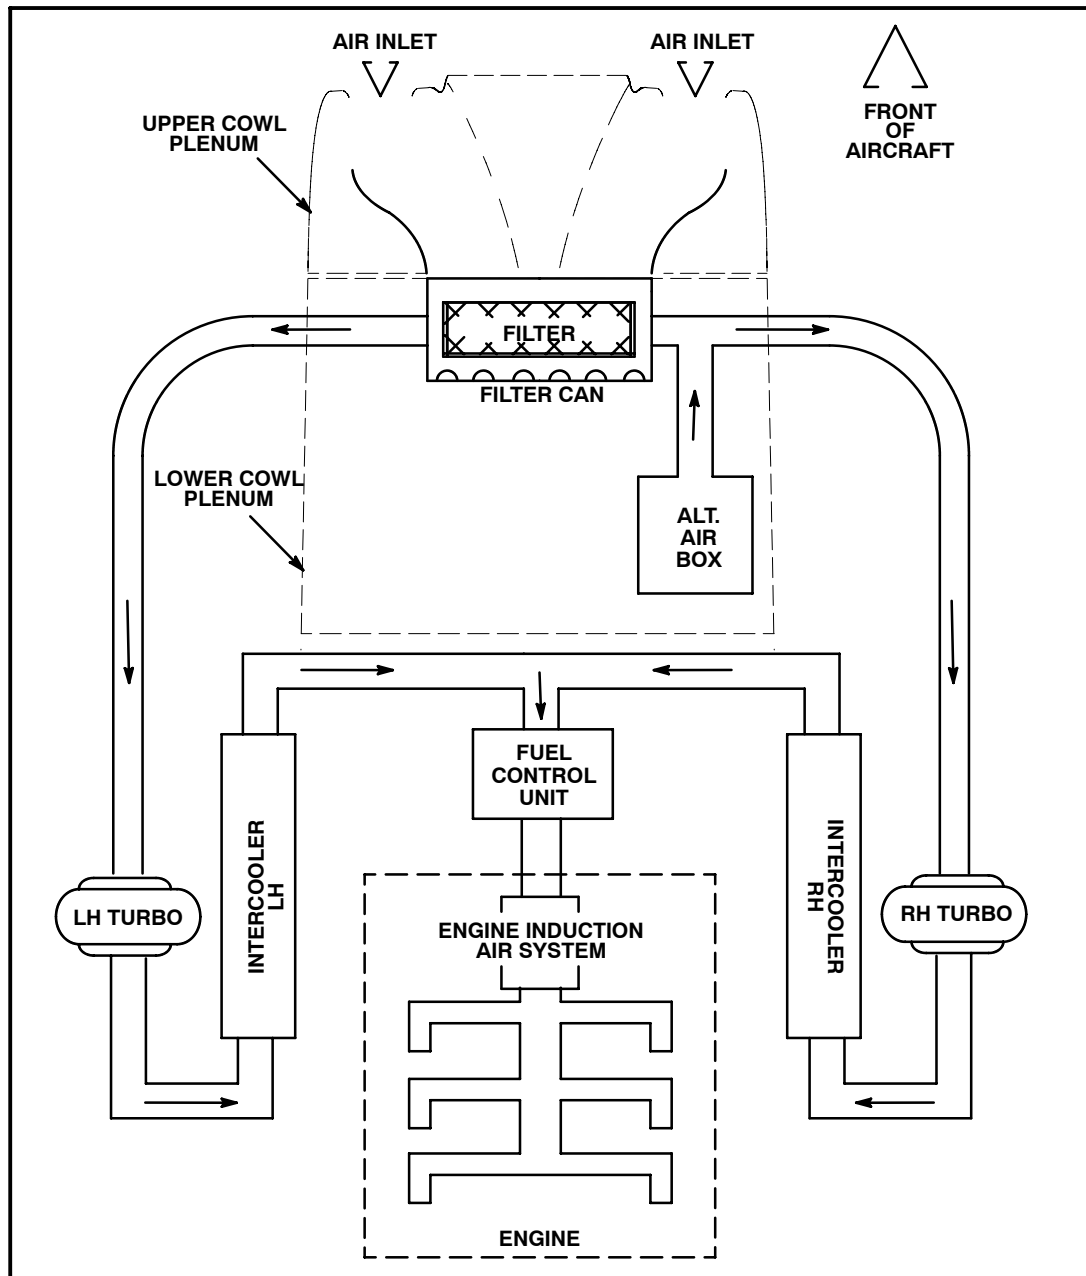 AIR INLET
AIR INLET
FRONT
OF
AIRCRAFT
UPPER COWL
PLENUM
FILTER
FILTER CAN
LOWER COWL
PLENUM
ALT.
AIR
BOX
FUEL
CONTROL
UNIT
INTERCOOLER
LH
INTERCOOLER
RH
LH TURBO
RH TURBO
ENGINE INDUCTION
AIR SYSTEM
ENGINE